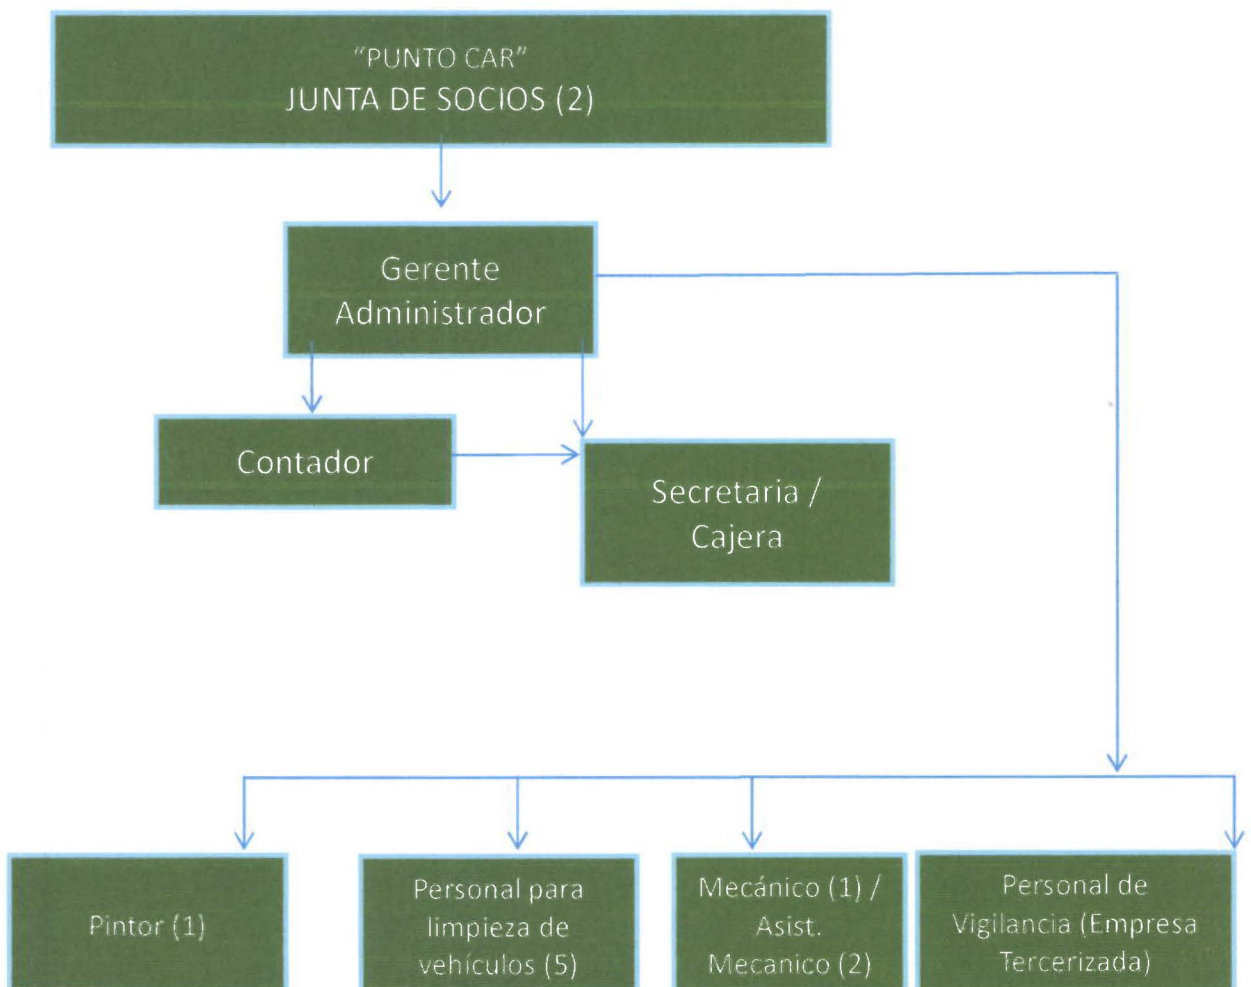 “PUNTO CAR”
JUNTA DE SOCIOS (2)
Gerente
Administrador
Contador
Secretaria /
Cajera
Pintor (1)
Personal para
limpieza de
vehículos (5)
Mecánico (1) /
Asist.
Mecanico (2)
Personal de
Vigilancia (Empresa
Tercerizada)